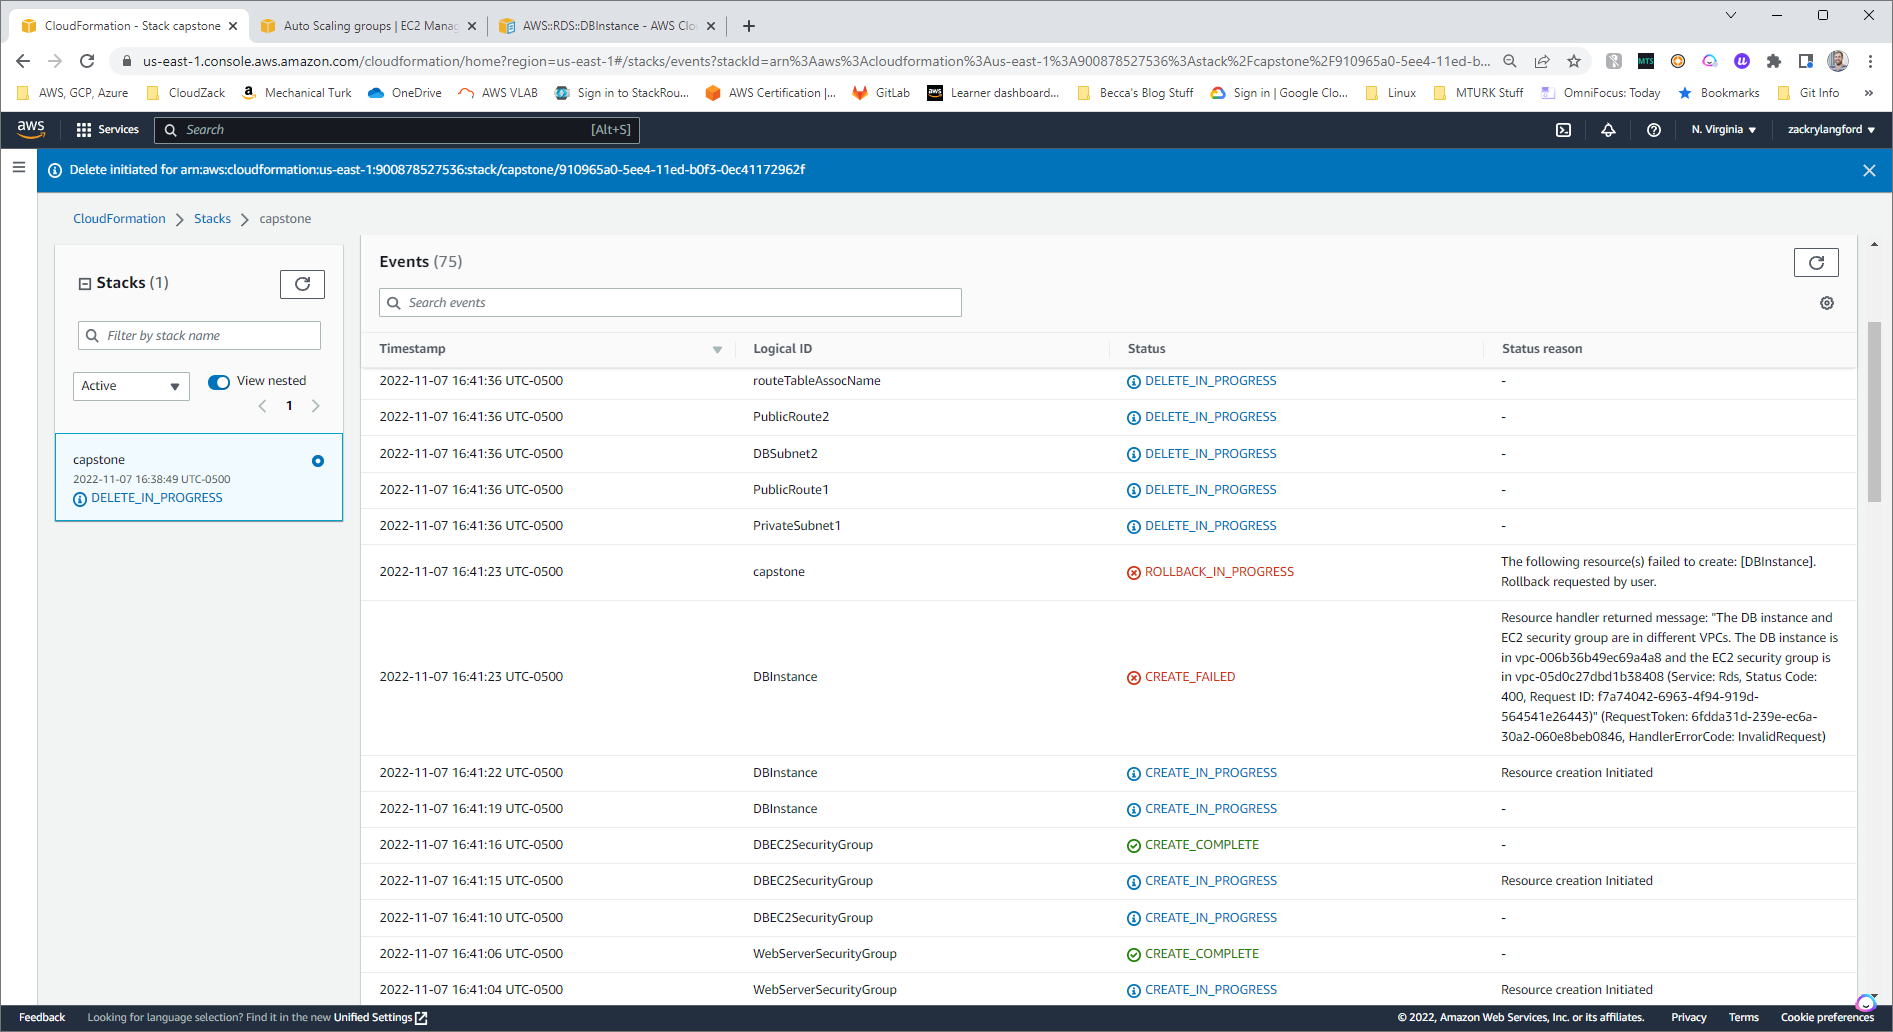 CloudFormation - Stack capstone
Auto Scaling groups | EC2 Manag
AWS::RDS::DBInstance - AWS Clo
us-east-1.console.aws.amazon.com/cloudformation/home?region=us-east-1#/stacks/events?stackId=arn%3Aaws%3Acloudformation%3Aus-east-1%3A900878527536%3Astack%2Fcapstone%2F910965a0-5ee4-11ed-b...
MTS
AWS, GCP, Azure
CloudZack
Mechanical Turk
OneDrive
AWS VLAB
Sign in to StackRou...
AWS Certification |...
GitLab
aws
Learner dashboard...
Becca's Blog Stuff
Sign in | Google Clo...
Linux
MTURK Stuff
OmniFocus: Today
Bookmarks
Git Info
»
aws
Services
Search
[Alt+S]
N. Virginia
zackrylangford
Delete initiated for arn:aws:cloudformation:us-east-1:900878527536:stack/capstone/910965a0-5ee4-11ed-b0f3-0ec41172962f
CloudFormation
Stacks
capstone
Stacks (1)
Filter by stack name
Active
View nested
1
capstone
2022-11-07 16:38:49 UTC-0500
DELETE_IN_PROGRESS
Events (75)
Search events
Timestamp Logical ID Status Status reason
2022-11-07 16:41:36 UTC-0500 routeTableAssocName DELETE_IN_PROGRESS -
2022-11-07 16:41:36 UTC-0500 PublicRoute2 DELETE_IN_PROGRESS -
2022-11-07 16:41:36 UTC-0500 DBSubnet2 DELETE_IN_PROGRESS -
2022-11-07 16:41:36 UTC-0500 PublicRoute1 DELETE_IN_PROGRESS -
2022-11-07 16:41:36 UTC-0500 PrivateSubnet1 DELETE_IN_PROGRESS -
2022-11-07 16:41:23 UTC-0500 capstone ROLLBACK_IN_PROGRESS
The following resource(s) failed to create: [DBInstance].
Rollback requested by user.
2022-11-07 16:41:23 UTC-0500 DBInstance CREATE_FAILED
Resource handler returned message: "The DB instance and
EC2 security group are in different VPCs. The DB instance is
in vpc-006b36b49ec69a4a8 and the EC2 security group is
in vpc-05d0c27dbd1b38408 (Service: Rds, Status Code:
400, Request ID: f7a74042-6963-4f94-919d-
564541e26443)" (RequestToken: 6fdda31d-239e-ec6a-
30a2-060e8beb0846, HandlerErrorCode: InvalidRequest)
2022-11-07 16:41:22 UTC-0500 DBInstance CREATE_IN_PROGRESS Resource creation Initiated
2022-11-07 16:41:19 UTC-0500 DBInstance CREATE_IN_PROGRESS -
2022-11-07 16:41:16 UTC-0500 DBEC2SecurityGroup CREATE_COMPLETE -
2022-11-07 16:41:15 UTC-0500 DBEC2SecurityGroup CREATE_IN_PROGRESS Resource creation Initiated
2022-11-07 16:41:10 UTC-0500 DBEC2SecurityGroup CREATE_IN_PROGRESS -
2022-11-07 16:41:06 UTC-0500 WebServerSecurityGroup CREATE_COMPLETE -
2022-11-07 16:41:04 UTC-0500 WebServerSecurityGroup CREATE_IN_PROGRESS Resource creation Initiated
Feedback
Looking for language selection? Find it in the new Unified Settings
© 2022, Amazon Web Services, Inc. or its affiliates.
Privacy
Terms
Cookie preferences